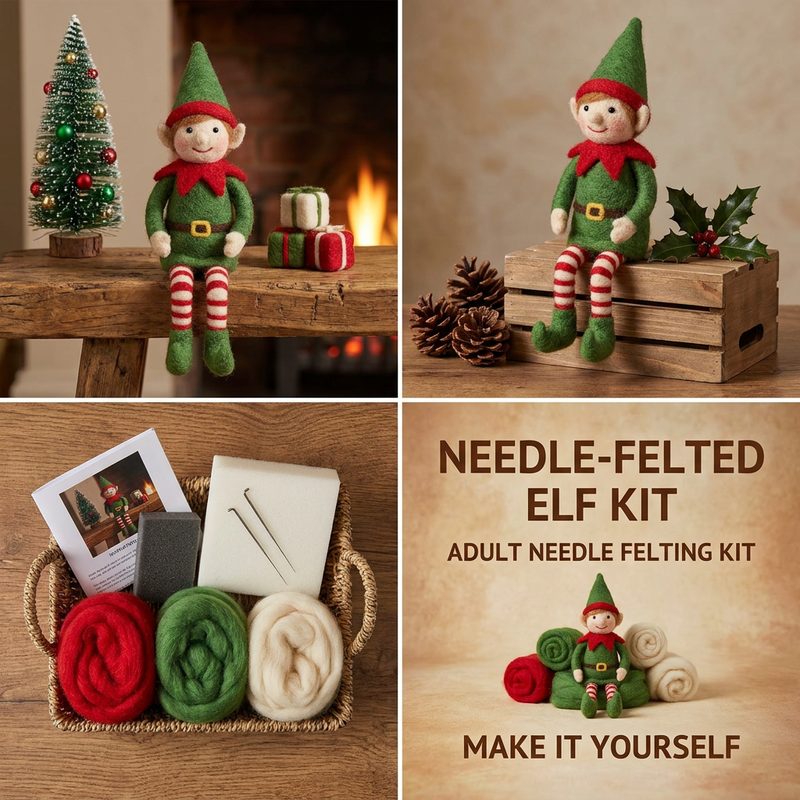 NEEDLE-FELTED
ELF KIT
ADULT NEEDLE FELTING KIT
MAKE IT YOURSELF